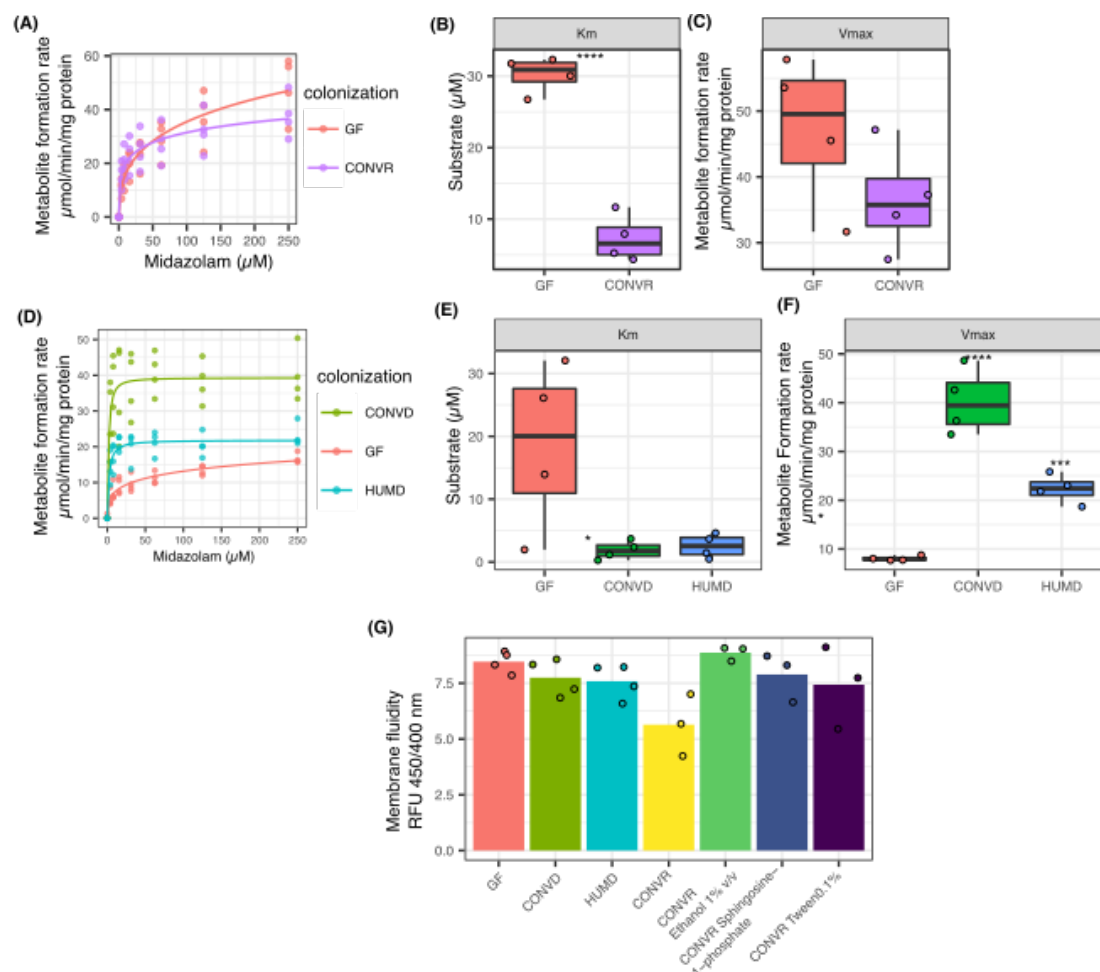 (A)
Metabolite formation rate
µmol/min/mg protein
60
40
20
0
0 50 100 150 200 250
Midazolam (µM)
colonization
GF
CONVR
(B)
Km
Substrate (µM)
30
20
10
****
GF CONVR
(C)
Vmax
Metabolite formation rate
µmol/min/mg protein
50
40
30
GF CONVR
(D)
Metabolite formation rate
µmol/min/mg protein
50
40
30
20
10
0
0 50 100 150 200 250
Midazolam (µM)
colonization
CONVD
GF
HUMD
(E)
Km
Substrate (µM)
30
20
10
0
*
GF CONVD HUMD
(F)
Vmax
Metabolite Formation rate
µmol/min/mg protein
50
40
30
20
10
****
***
*
GF CONVD HUMD
(G)
Membrane fluidity
RFU 450/400 nm
7.5
5.0
2.5
0.0
GF
CONVD
HUMD
CONVR
CONVR
Ethanol 1% v/v
CONVR Sphingosine−
1−phosphate
CONVR Tween0.1%